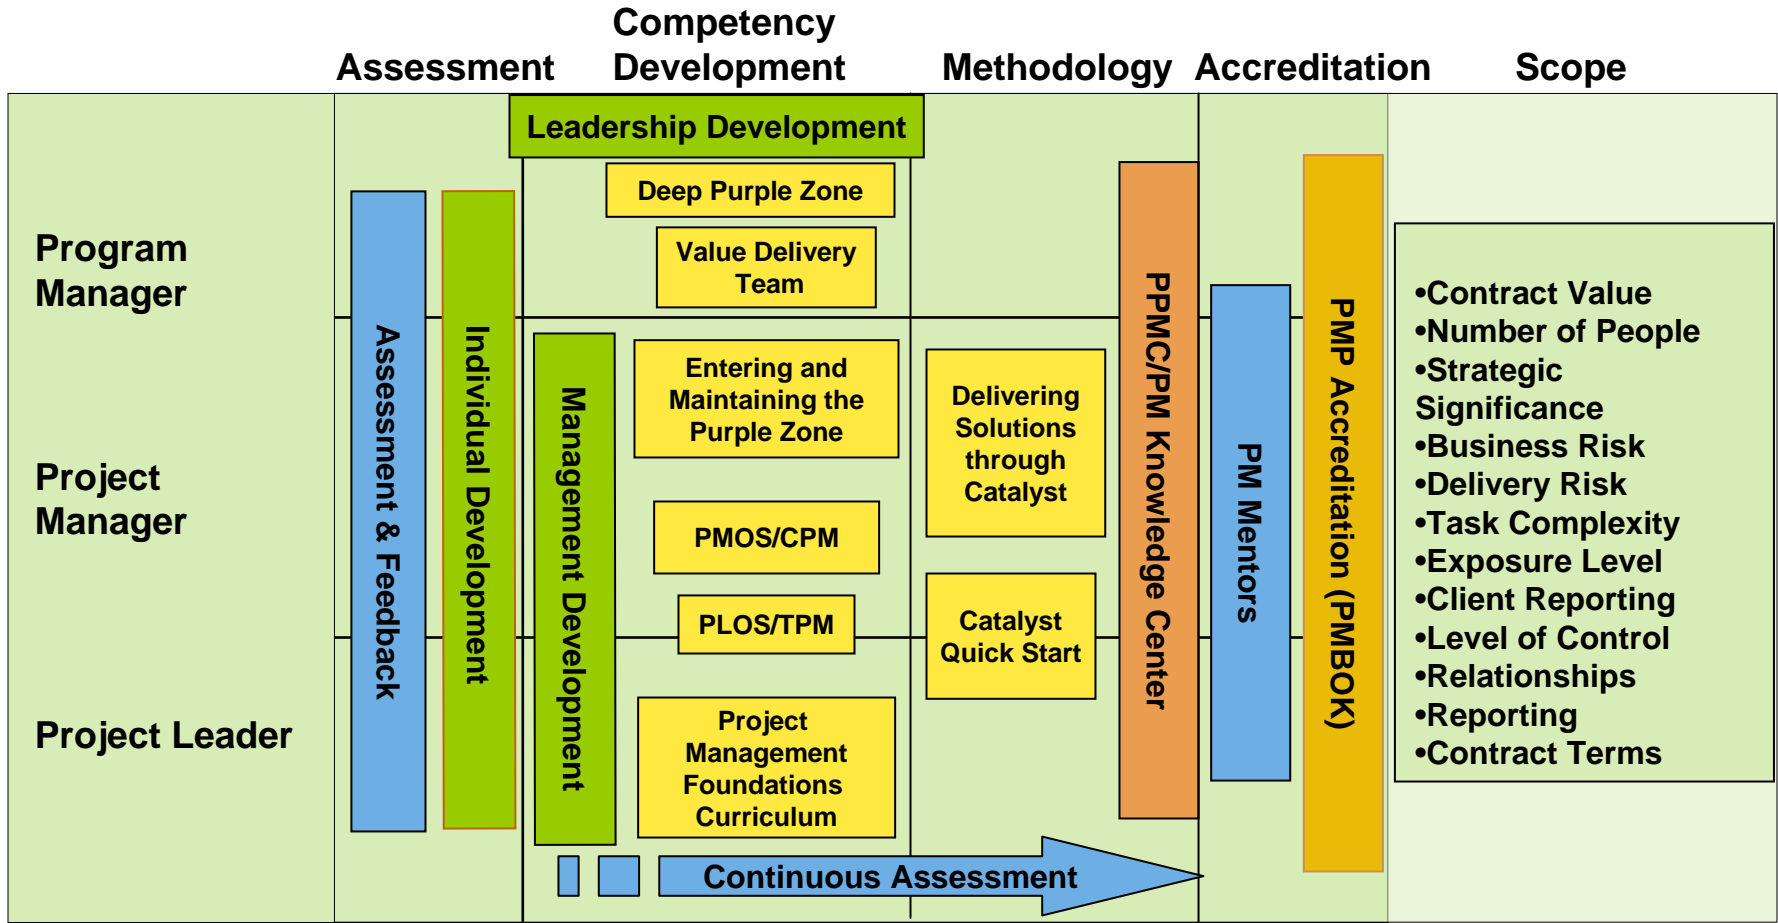 Assessment
Competency
Development
Methodology
Accreditation
Scope
Program
Manager
Project
Manager
Project Leader
Assessment & Feedback
Individual Development
Leadership Development
Management Development
Deep Purple Zone
Value Delivery
Team
Entering and
Maintaining the
Purple Zone
PMOS/CPM
PLOS/TPM
Project
Management
Foundations
Curriculum
Delivering
Solutions
through
Catalyst
Catalyst
Quick Start
PPMC/PM Knowledge Center
PM Mentors
PMP Accreditation (PMBOK)
•Contract Value
•Number of People
•Strategic
Significance
•Business Risk
•Delivery Risk
•Task Complexity
•Exposure Level
•Client Reporting
•Level of Control
•Relationships
•Reporting
•Contract Terms
Continuous Assessment